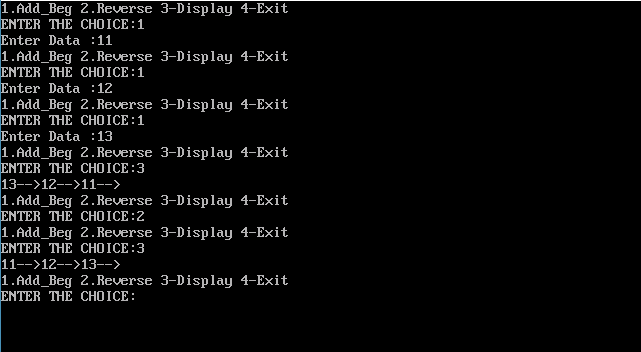 1.Add_Beg 2.Reverse 3-Display 4-Exit
ENTER THE CHOICE:1
Enter Data :11
1.Add_Beg 2.Reverse 3-Display 4-Exit
ENTER THE CHOICE:1
Enter Data :12
1.Add_Beg 2.Reverse 3-Display 4-Exit
ENTER THE CHOICE:1
Enter Data :13
1.Add_Beg 2.Reverse 3-Display 4-Exit
ENTER THE CHOICE:3
13-->12-->11-->
1.Add_Beg 2.Reverse 3-Display 4-Exit
ENTER THE CHOICE:2
1.Add_Beg 2.Reverse 3-Display 4-Exit
ENTER THE CHOICE:3
11-->12-->13-->
1.Add_Beg 2.Reverse 3-Display 4-Exit
ENTER THE CHOICE: